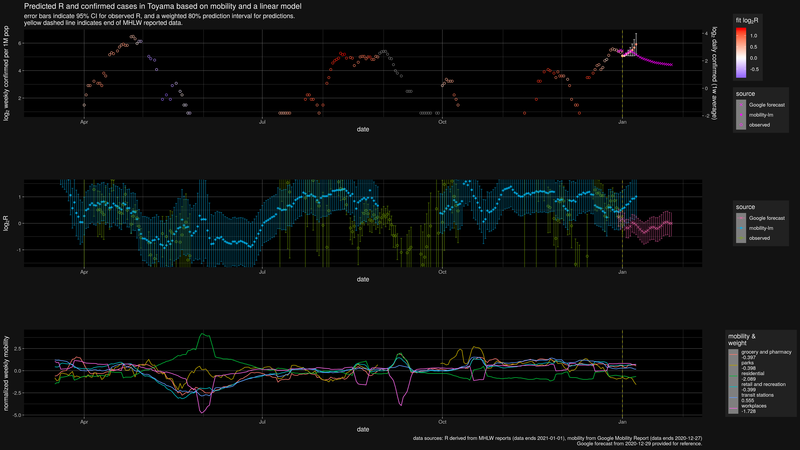 Predicted R and confirmed cases in Toyama based on mobility and a linear model
error bars indicate 95% CI for observed R, and a weighted 80% prediction interval for predictions.
yellow dashed line indicates end of MHLW reported data.
log₂ weekly confirmed per 1M pop
6
4
2
4
2
0
-2
log₂ daily confirmed (1w average)
Apr
Jul
Oct
Jan
date
fit log₂R
1.0
0.5
0.0
-0.5
source
Google forecast
mobility-lm
observed
log₂R
1
0
-1
Apr
Jul
Oct
Jan
date
source
Google forecast
mobility-lm
observed
normalized weekly mobility
2.5
0.0
-2.5
-5.0
Apr
Jul
Oct
Jan
date
mobility &
weight
grocery and pharmacy
-0.397
parks
-0.398
residential
-2.089
retail and recreation
-0.399
transit stations
0.555
workplaces
-1.728
data sources: R derived from MHLW reports (data ends 2021-01-01), mobility from Google Mobility Report (data ends 2020-12-27)
Google forecast from 2020-12-29 provided for reference.